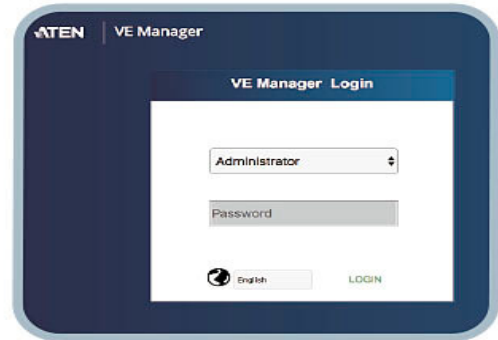 ATEN VE Manager
VE Manager Login
Administrator
Password
English LOGIN